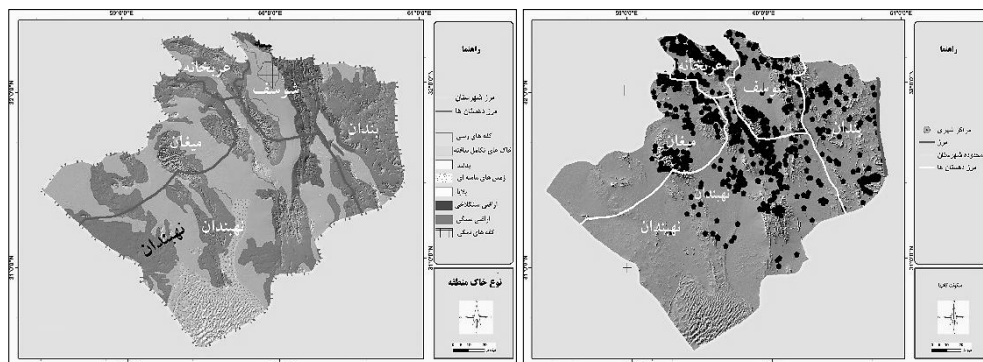 59°0'0"E
60°0'0"E
61°0'0"E
عربخانه
شوسف
بندان
میغان
نهبندان
نهبندان
راهنما
مرز شهرستان
مرز دهستان ها
کفه های رسی
خاک های تکامل نیافته
بدلند
زمین های ماسه ای
پلایا
اراضی سنگلاخی
اراضی سنگی
کفه های نمکی
نوع خاک منطقه
60°0'0"E
61°0'0"E
عربخانه
شوسف
بندان
میغان
نهبندان
نهبندان
راهنما
مراکز شهری
مرز
محدوده شهرستان
مرز دهستان ها
سکونت گاهها